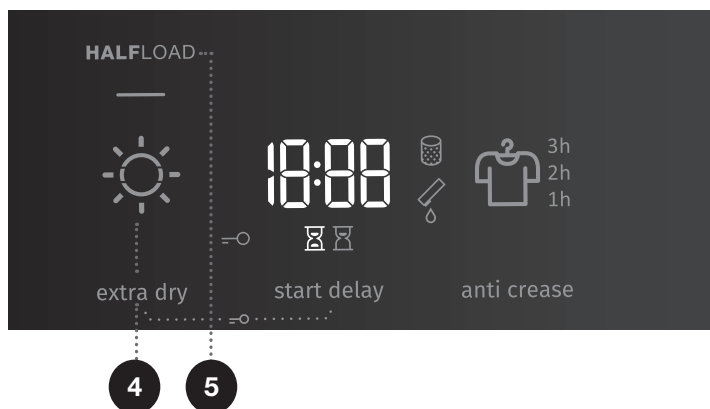 HALFLOAD
18:88
3h
2h
1h
extra dry
start delay
anti crease
4
5